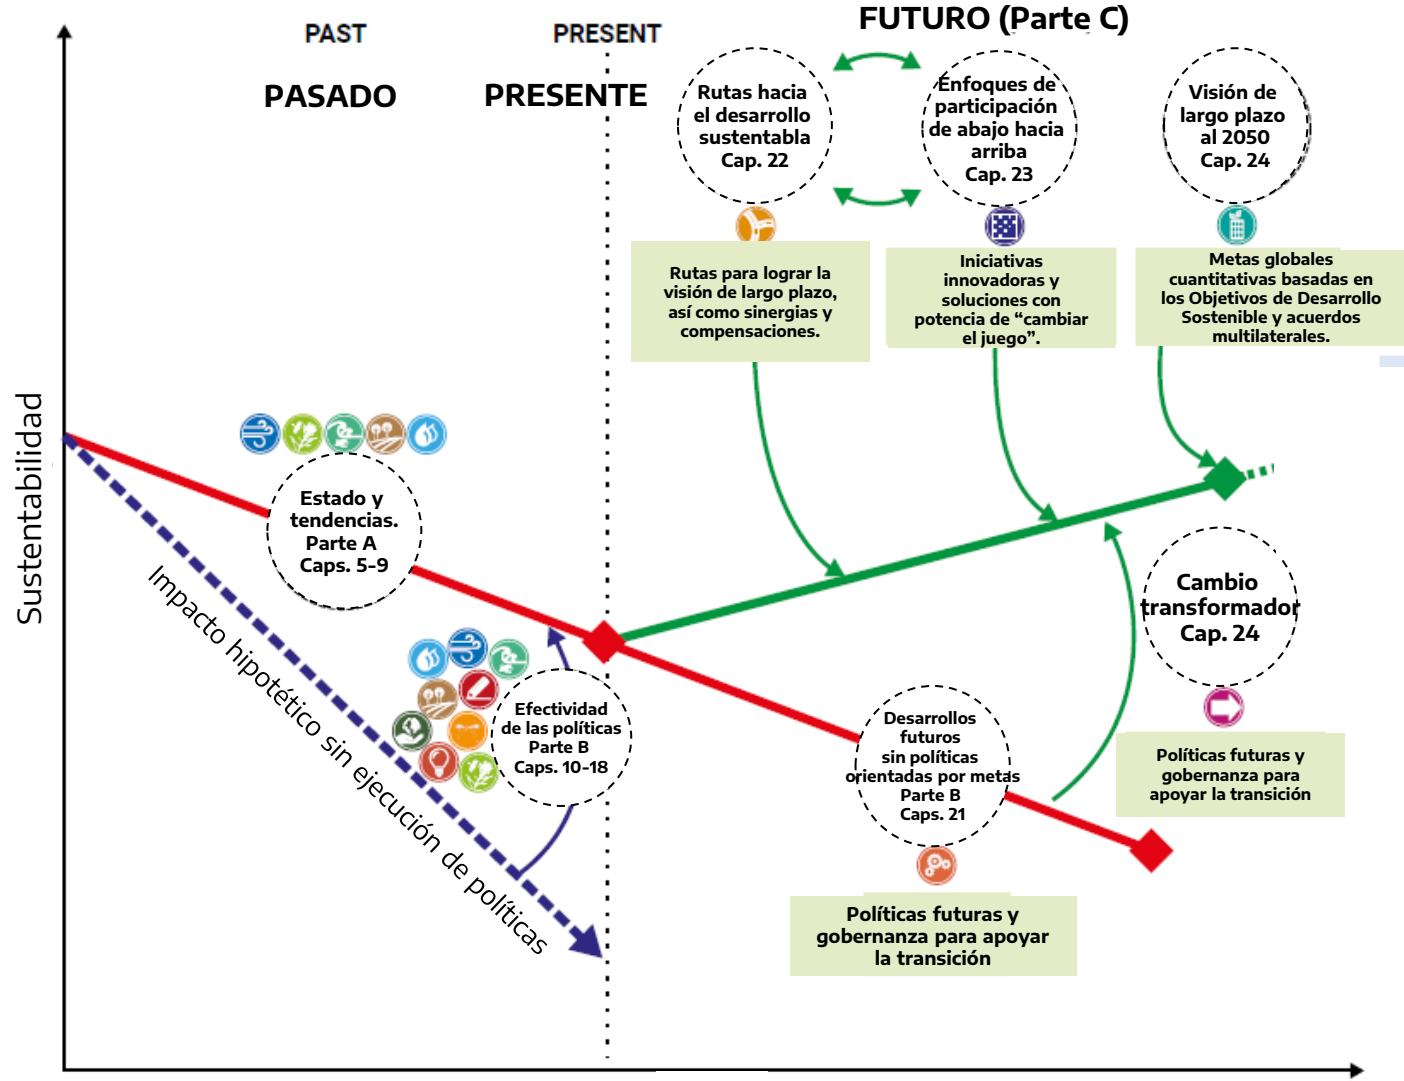 FUTURO (Parte C)
PAST
PRESENT
PASADO
PRESENTE
Rutas hacia
el desarrollo
sustentabla
Cap. 22
Enfoques de
participación
de abajo hacia
arriba
Cap. 23
Visión de
largo plazo
al 2050
Cap. 24
Rutas para lograr la
visión de largo plazo,
así como sinergias y
compensaciones.
Iniciativas
innovadoras y
soluciones con
potencia de “cambiar
el juego”.
Metas globales
cuantitativas basadas en
los Objetivos de Desarrollo
Sostenible y acuerdos
multilaterales.
Sustentabilidad
Estado y
tendencias.
Parte A
Caps. 5-9
Impacto hipotético sin ejecución de políticas
Efectividad
de las políticas
Parte B
Caps. 10-18
Desarrollos
futuros
sin políticas
orientadas por metas
Parte B
Caps. 21
Cambio
transformador
Cap. 24
Políticas futuras y
gobernanza para
apoyar la transición
Políticas futuras y
gobernanza para apoyar
la transición